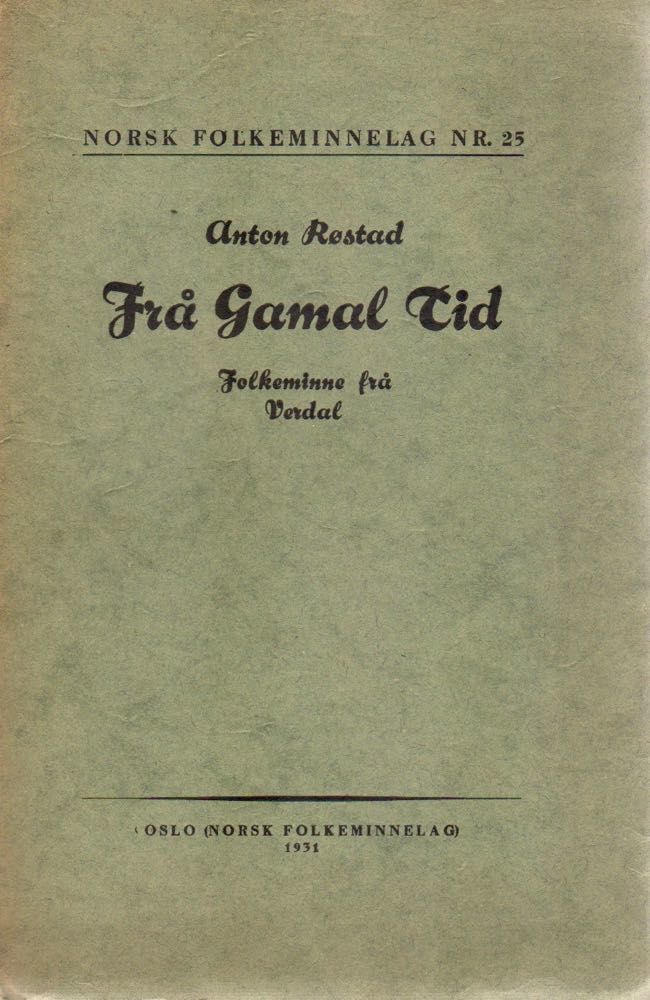 NORSK FOLKEMINNELAG NR. 25
Anton Røstad
Frå Gamal Tid
Folkeminne frå
Verdal
OSLO (NORSK FOLKEMINNELAG)
1931